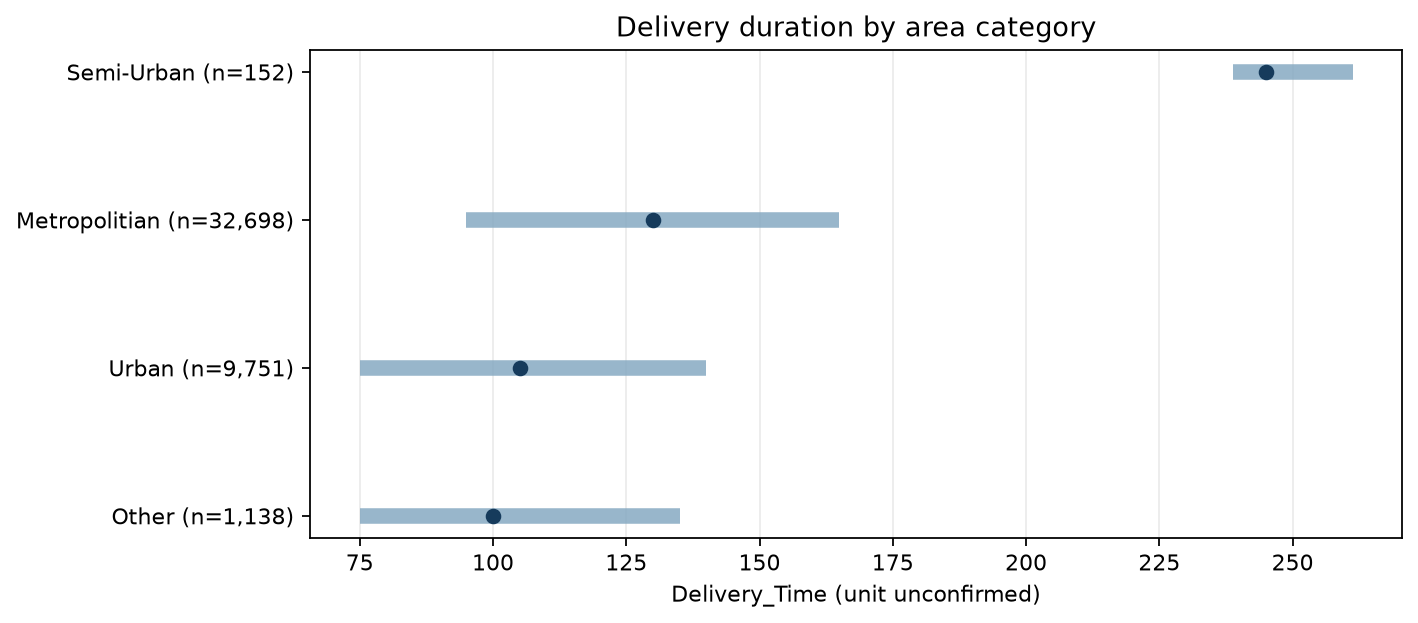 Delivery duration by area category
Semi-Urban (n=152)
Metropolitian (n=32,698)
Urban (n=9,751)
Other (n=1,138)
75 100 125 150 175 200 225 250
Delivery_Time (unit unconfirmed)